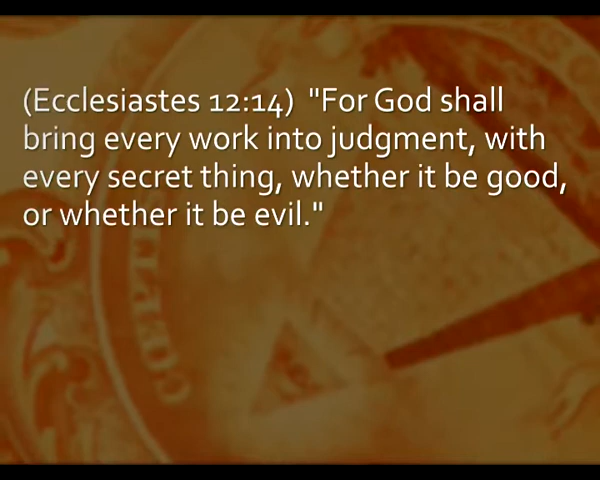 (Ecclesiastes 12:14)  "For God shall
bring every work into judgment, with
every secret thing, whether it be good,
or whether it be evil."